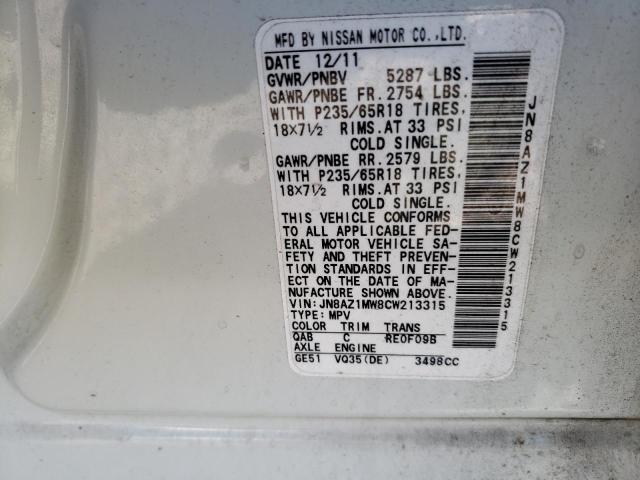 MFD BY NISSAN MOTOR CO.,LTD.
DATE 12/11
GVWR/PNBV 5287 LBS.
GAWR/PNBE FR. 2754 LBS.
WITH P235/65R18 TIRES,
18×7½ RIMS. AT 33 PSI
COLD SINGLE.
GAWR/PNBE RR. 2579 LBS.
WITH P235/65R18 TIRES,
18×7½ RIMS. AT 33 PSI
COLD SINGLE.
THIS VEHICLE CONFORMS
TO ALL APPLICABLE FED-
ERAL MOTOR VEHICLE SA-
FETY AND THEFT PREVEN-
TION STANDARDS IN EFF-
ECT ON THE DATE OF MA-
NUFACTURE SHOWN ABOVE.
VIN: JN8AZ1MW8CW213315
TYPE: MPV
COLOR TRIM TRANS
QAB C RE0F09B
AXLE ENGINE
GE51 VQ35(DE) 3498CC
JN8AZ1MW8CW213315